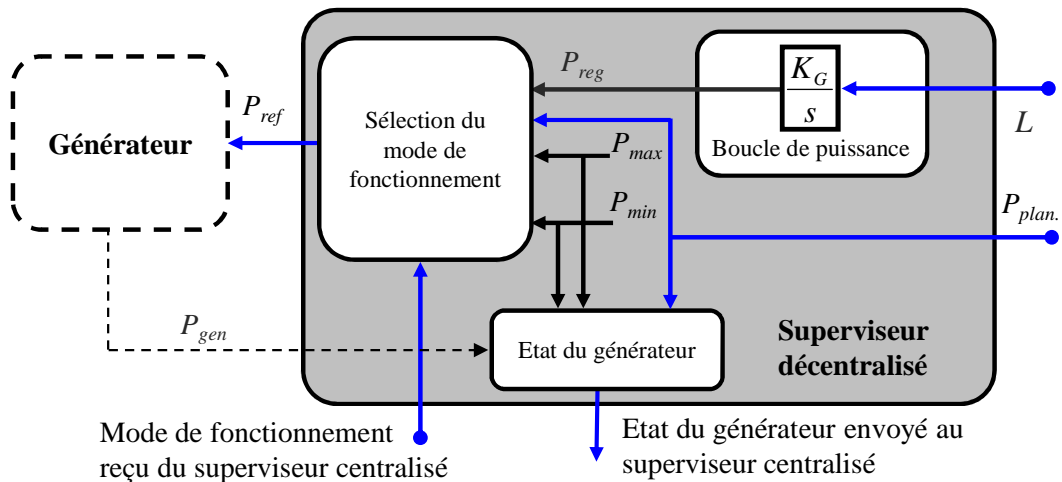 Générateur
P_ref
Sélection du
mode de
fonctionnement
P_reg
K_G
s
Boucle de puissance
L
P_max
P_min
P_plan.
P_gen
Etat du générateur
Superviseur
décentralisé
Mode de fonctionnement
reçu du superviseur centralisé
Etat du générateur envoyé au
superviseur centralisé